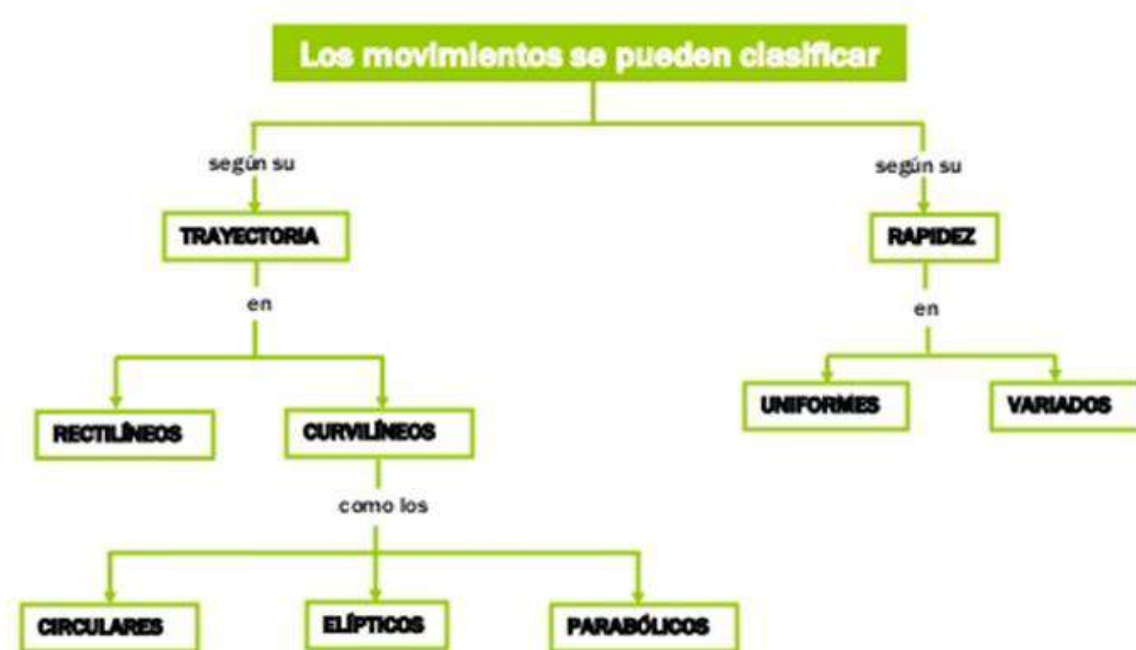 Los movimientos se pueden clasificar
según su
según su
TRAYECTORIA
RAPIDEZ
en
en
RECTILÍNEOS
CURVILÍNEOS
UNIFORMES
VARIADOS
como los
CIRCULARES
ELÍPTICOS
PARABÓLICOS